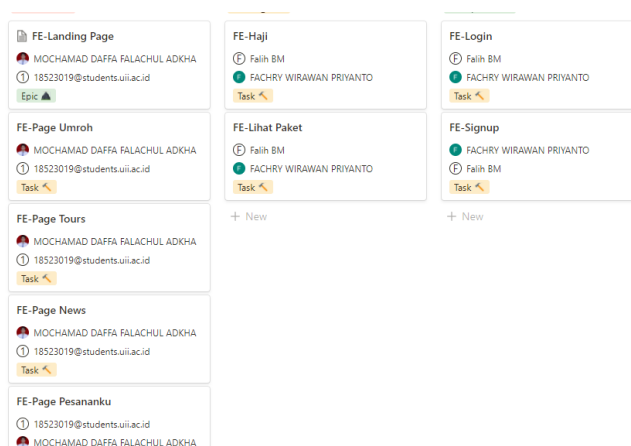 FE-Landing Page
MOCHAMAD DAFFA FALACHUL ADKHA
1 18523019@students.uii.ac.id
Epic
FE-Page Umroh
MOCHAMAD DAFFA FALACHUL ADKHA
1 18523019@students.uii.ac.id
Task
FE-Page Tours
MOCHAMAD DAFFA FALACHUL ADKHA
1 18523019@students.uii.ac.id
Task
FE-Page News
MOCHAMAD DAFFA FALACHUL ADKHA
1 18523019@students.uii.ac.id
Task
FE-Page Pesananku
1 18523019@students.uii.ac.id
MOCHAMAD DAFFA FALACHUL ADKHA
FE-Haji
F Falih BM
F FACHRY WIRAWAN PRIYANTO
Task
FE-Lihat Paket
F Falih BM
F FACHRY WIRAWAN PRIYANTO
Task
+ New
FE-Login
F Falih BM
F FACHRY WIRAWAN PRIYANTO
Task
FE-Signup
F FACHRY WIRAWAN PRIYANTO
F Falih BM
Task
+ New